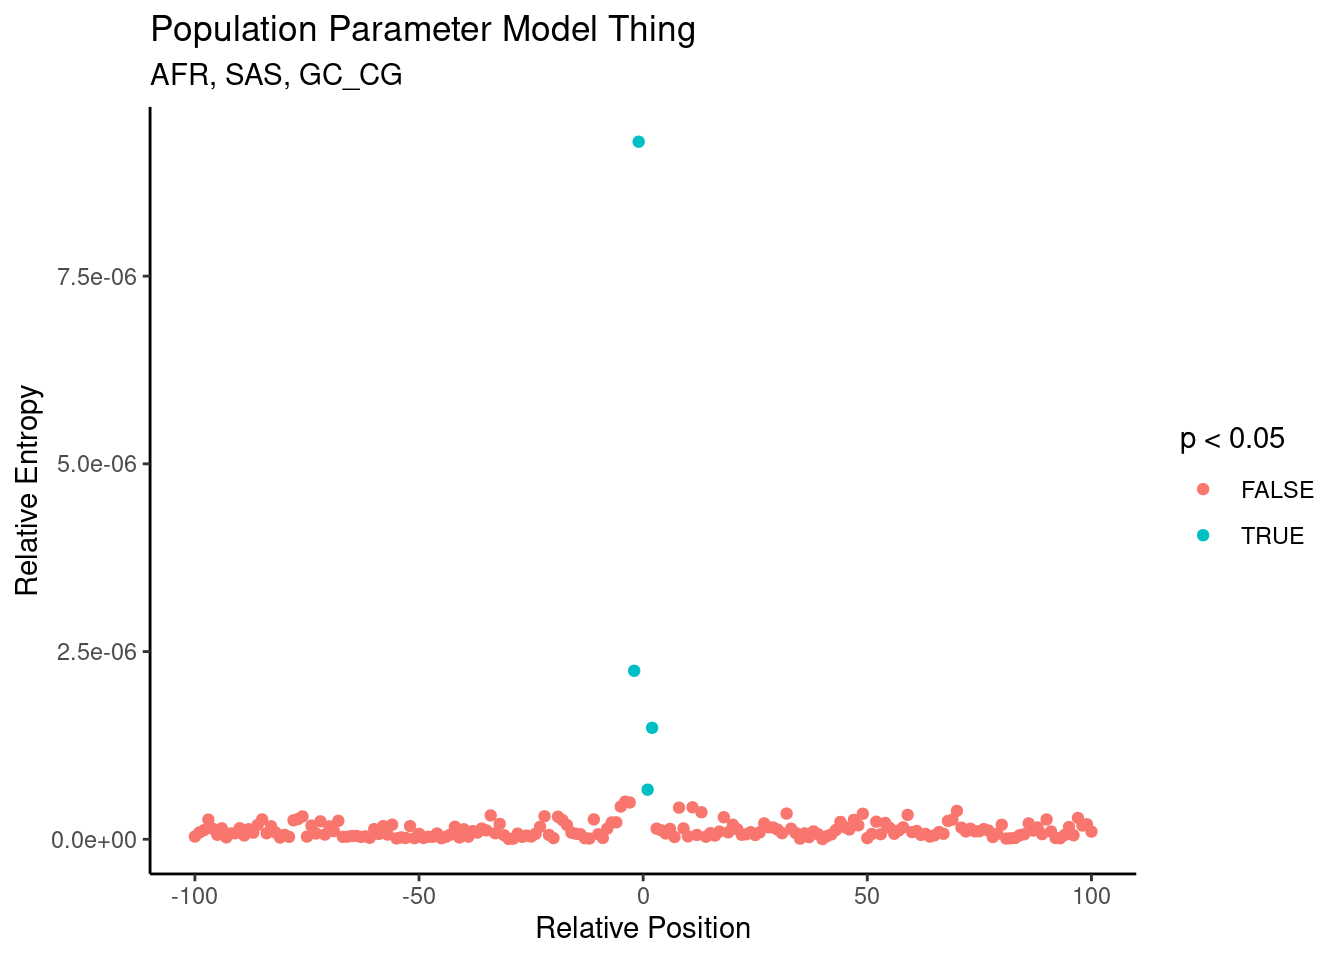 Population Parameter Model Thing
AFR, SAS, GC_CG
7.5e-06
5.0e-06
2.5e-06
0.0e+00
Relative Entropy
-100
-50
0
50
100
Relative Position
p < 0.05
FALSE
TRUE